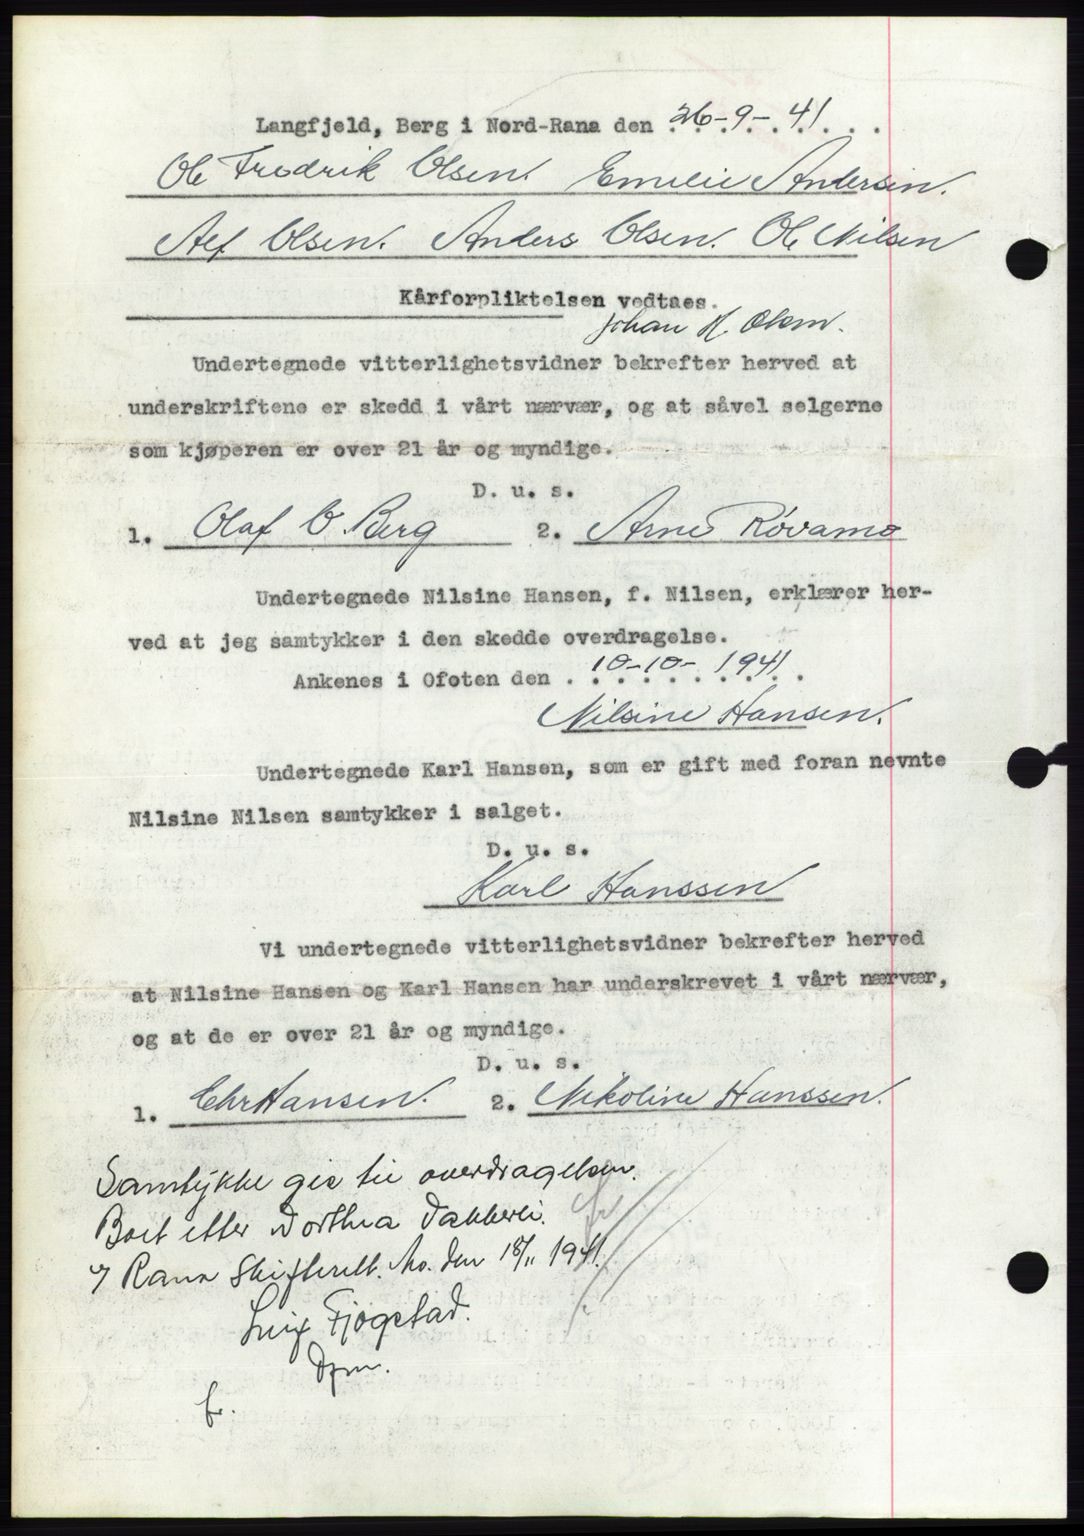 Langfjeld, Berg i Nord-Rana den 26-9-41
Ole Fredrik Olsen. Emelie Andersen.
Alf Olsen. Anders Olsen. Ole Nilsen
Kårforpliktelsen vedtaes.
Johan H. Olsen.
Undertegnede vitterlighetsvidner bekrefter herved at
underskriftene er skedd i vårt nærvær, og at såvel selgerne
som kjøperen er over 21 år og myndige.
D. u. s.
1. Olaf O. Berg 2. Arne Røvamo
Undertegnede Nilsine Hansen, f. Nilsen, erklærer her-
ved at jeg samtykker i den skedde overdragelse.
Ankenes i Ofoten den 10-10-1941
Nilsine Hansen.
Undertegnede Karl Hansen, som er gift med foran nevnte
Nilsine Nilsen samtykker i salget.
D. u. s.
Karl Hanssen
Vi undertegnede vitterlighetsvidner bekrefter herved
at Nilsine Hansen og Karl Hansen har underskrevet i vårt nærvær,
og at de er over 21 år og myndige.
D. u. s.
1. Chr Hansen. 2. Nikoline Hanssen.
Samtykke gis til overdragelsen.
Boet etter Dorthea
Rana Skifterett. Mo. den 18/11 1941.
Fjogstad.
fr.